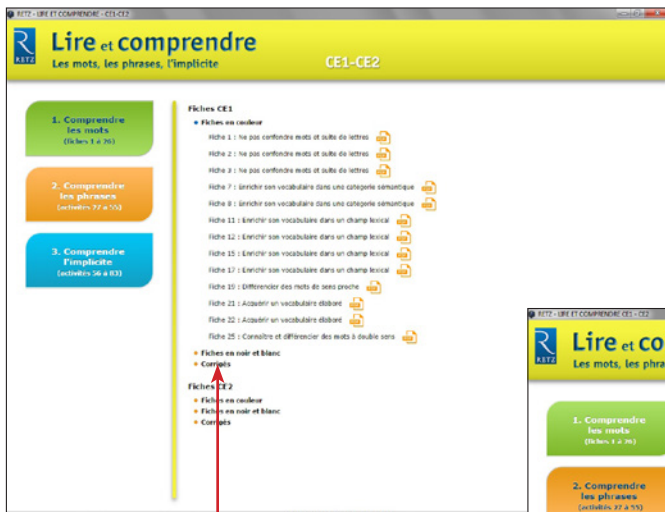 RETZ - LIRE ET COMPRENDRE - CE1-CE2
RETZ
Lire et comprendre
Les mots, les phrases, l'implicite
CE1-CE2
1. Comprendre
les mots
(fiches 1 à 26)
2. Comprendre
les phrases
(activités 27 à 55)
3. Comprendre
l'implicite
(activités 56 à 83)
Fiches CE1
Fiches en couleur
Fiche 1 : Ne pas confondre mots et suite de lettres
Fiche 2 : Ne pas confondre mots et suite de lettres
Fiche 3 : Ne pas confondre mots et suite de lettres
Fiche 7 : Enrichir son vocabulaire dans une catégorie sémantique
Fiche 8 : Enrichir son vocabulaire dans une catégorie sémantique
Fiche 11 : Enrichir son vocabulaire dans un champ lexical
Fiche 12 : Enrichir son vocabulaire dans un champ lexical
Fiche 15 : Enrichir son vocabulaire dans un champ lexical
Fiche 17 : Enrichir son vocabulaire dans un champ lexical
Fiche 19 : Différencier des mots de sens proche
Fiche 21 : Acquérir un vocabulaire élaboré
Fiche 22 : Acquérir un vocabulaire élaboré
Fiche 25 : Connaître et différencier des mots à double sens
Fiches en noir et blanc
Corrigés
Fiches CE2
Fiches en couleur
Fiches en noir et blanc
Corrigés
RETZ - LIRE ET COMPRENDRE CE1 - CE2
RETZ
Lire et co
Les mots, les phra
1. Comprendre
les mots
(fiches 1 à 26)
2. Comprendre
les phrases
(activités 27 à 55)